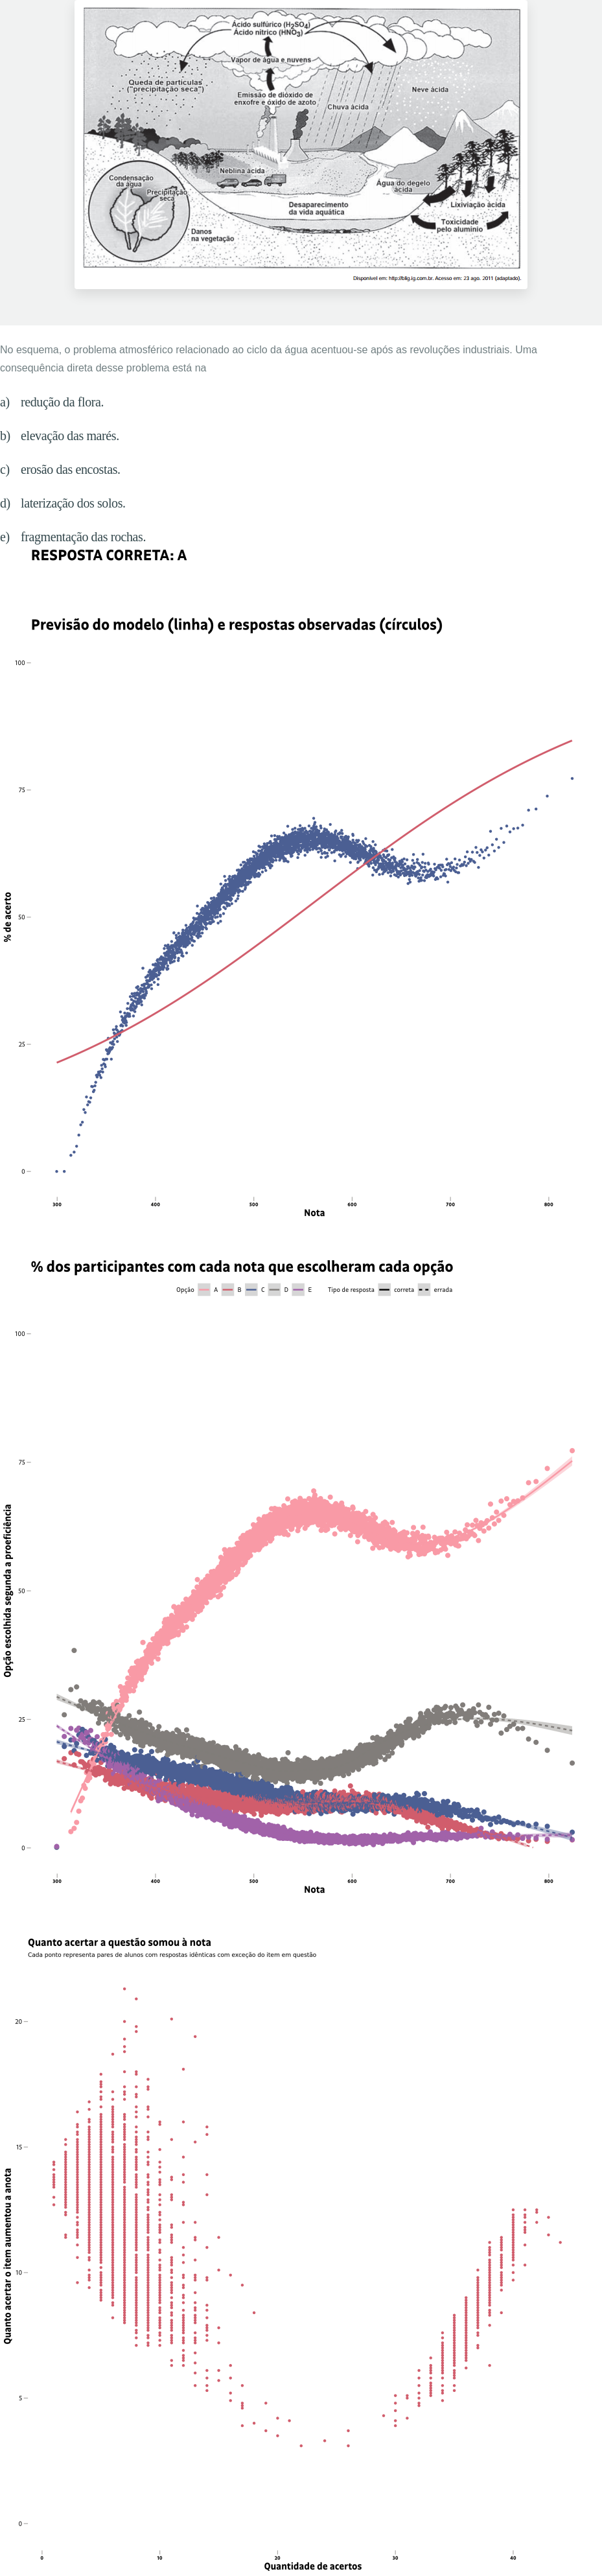 Ácido sulfúrico (H2SO4)
Ácido nítrico (HNO3)
Vapor de água e nuvens
Queda de partículas
("precipitação seca")
Emissão de dióxido de
enxofre e óxido de azoto
Chuva ácida
Neve ácida
Neblina ácida
Condensação
da água
Precipitação
seca
Água do degelo
ácida
Desaparecimento
da vida aquática
Lixiviação ácida
Toxicidade
pelo alumínio
Danos
na vegetação
Disponível em: http://blig.ig.com.br. Acesso em: 23 ago. 2011 (adaptado).
No esquema, o problema atmosférico relacionado ao ciclo da água acentuou-se após as revoluções industriais. Uma
consequência direta desse problema está na
a) redução da flora.
b) elevação das marés.
c) erosão das encostas.
d) laterização dos solos.
e) fragmentação das rochas.
RESPOSTA CORRETA: A
Previsão do modelo (linha) e respostas observadas (círculos)
100
75
50
25
0
% de acerto
300 400 500 600 700 800
Nota
% dos participantes com cada nota que escolheram cada opção
Opção A B C D E Tipo de resposta correta errada
100
75
50
25
0
Opção escolhida segunda a proeficiência
300 400 500 600 700 800
Nota
Quanto acertar a questão somou à nota
Cada ponto representa pares de alunos com respostas idênticas com exceção do item em questão
20
15
10
5
0
Quanto acertar o item aumentou a anota
0 10 20 30 40
Quantidade de acertos